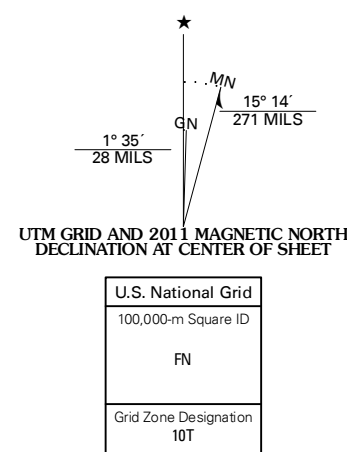 MN
15° 14´
271 MILS
GN
1° 35´
28 MILS
UTM GRID AND 2011 MAGNETIC NORTH
DECLINATION AT CENTER OF SHEET
U.S. National Grid
100,000-m Square ID
FN
Grid Zone Designation
10T